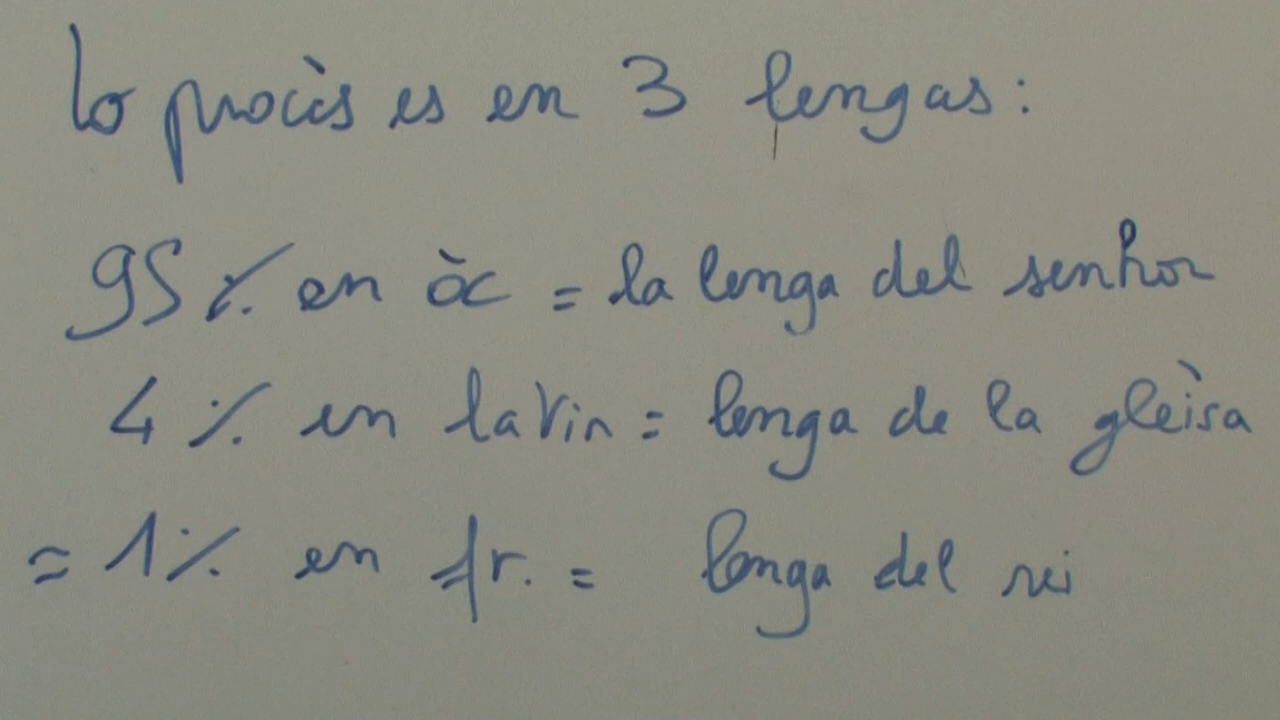 lo procès es en 3 lengas:
95 % en òc = la lenga del senhor
4 % en latin = lenga de la glèisa
≈ 1 % en fr. = lenga del rei